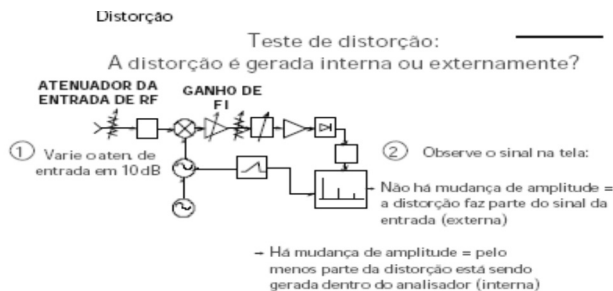 Distorção
Teste de distorção:
A distorção é gerada interna ou externamente?
ATENUADOR DA
ENTRADA DE RF
GANHO DE
FI
1 Varie o aten. de
entrada em 10 dB
2 Observe o sinal na tela:
Não há mudança de amplitude =
a distorção faz parte do sinal da
entrada (externa)
→ Há mudança de amplitude = pelo
menos parte da distorção está sendo
gerada dentro do analisador (interna)